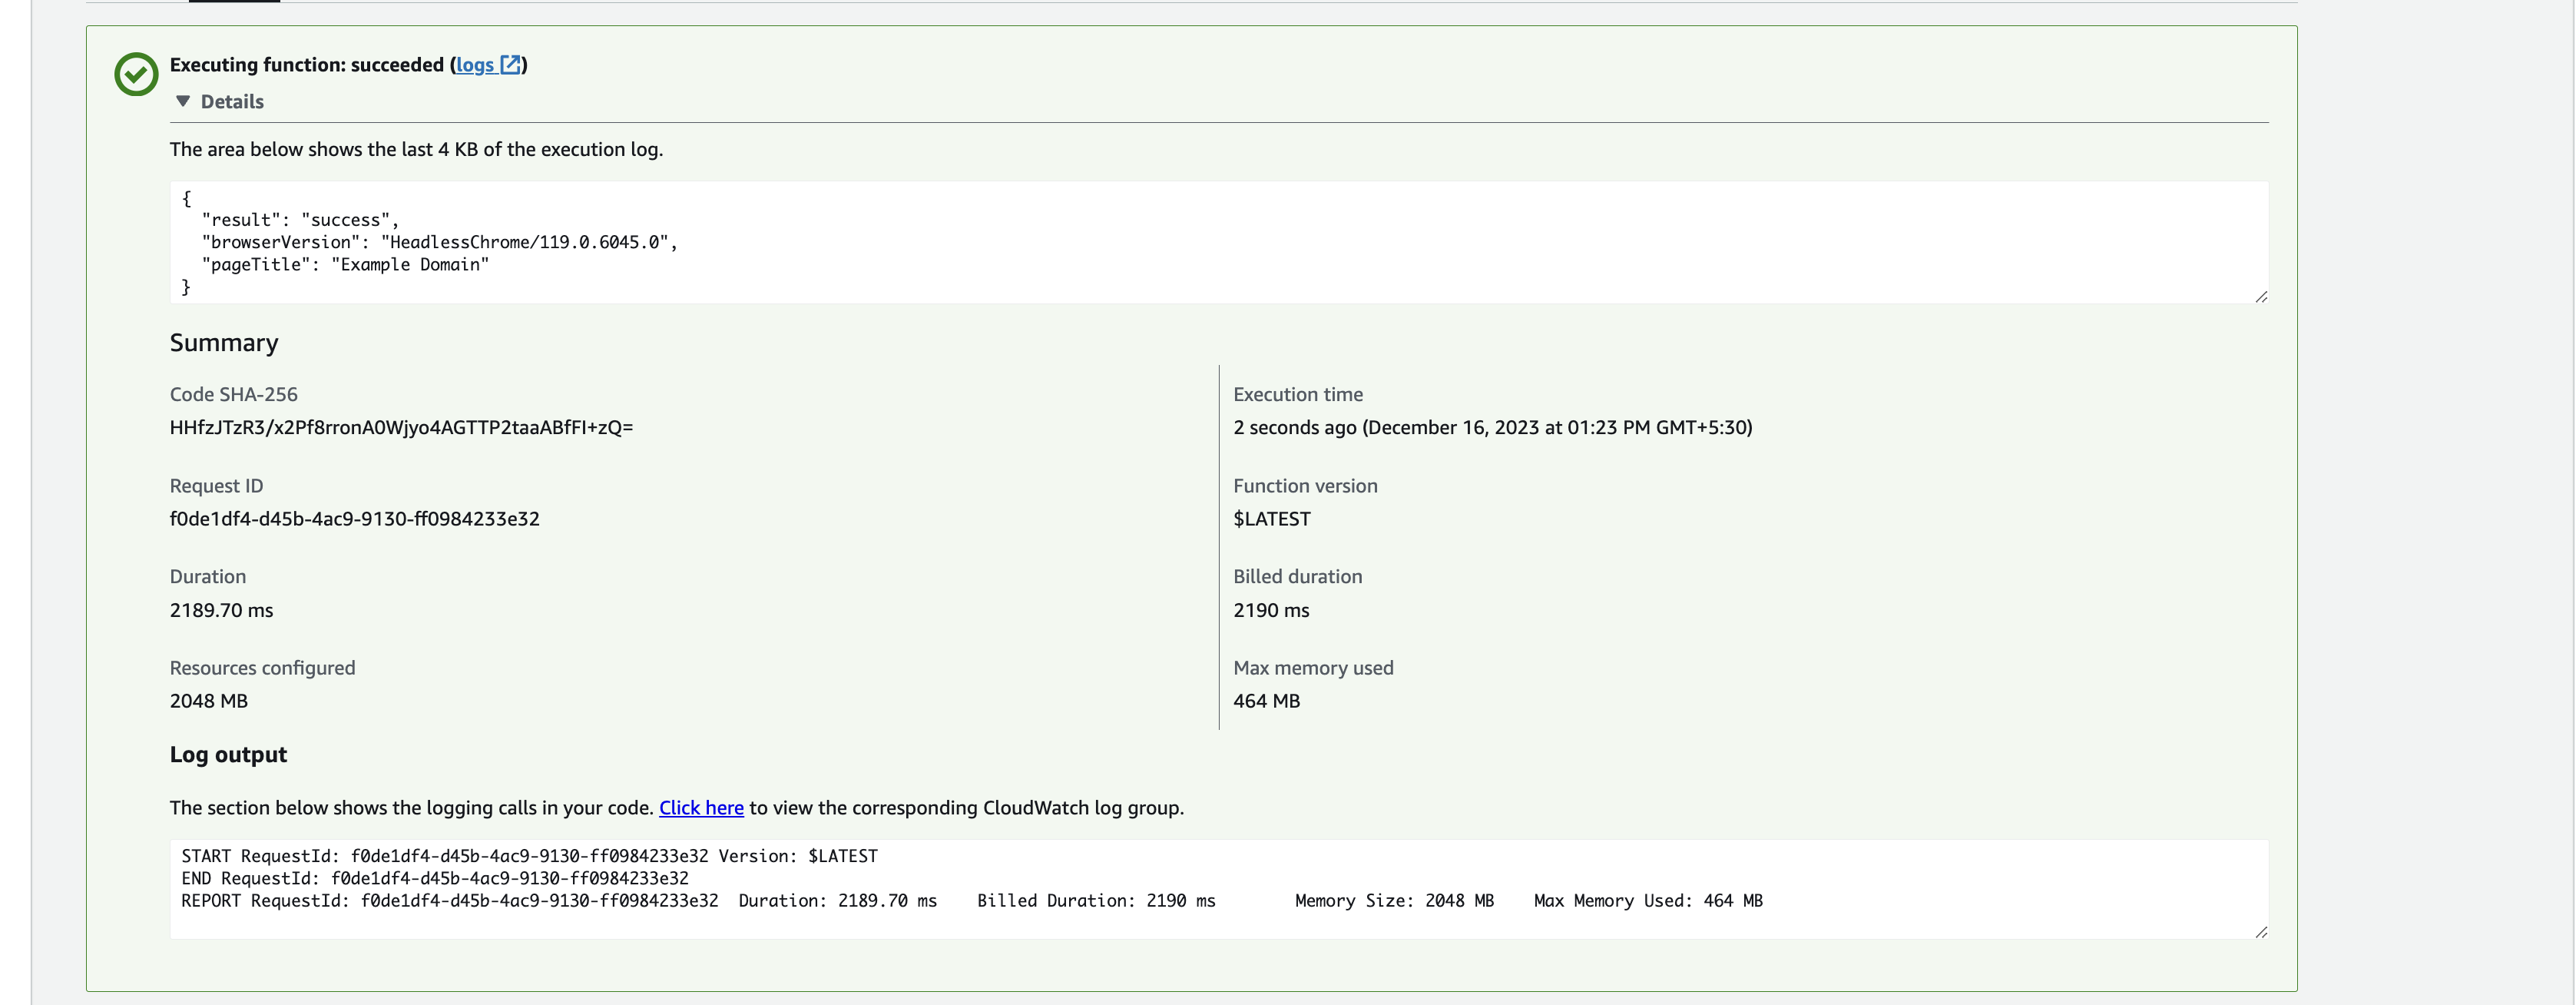 Executing function: succeeded (logs)
Details
The area below shows the last 4 KB of the execution log.
{
  "result": "success",
  "browserVersion": "HeadlessChrome/119.0.6045.0",
  "pageTitle": "Example Domain"
}
Summary
Code SHA-256
HHfzJTzR3/x2Pf8rronA0Wjyo4AGTTP2taaABfFI+zQ=
Execution time
2 seconds ago (December 16, 2023 at 01:23 PM GMT+5:30)
Request ID
f0de1df4-d45b-4ac9-9130-ff0984233e32
Function version
$LATEST
Duration
2189.70 ms
Billed duration
2190 ms
Resources configured
2048 MB
Max memory used
464 MB
Log output
The section below shows the logging calls in your code. Click here to view the corresponding CloudWatch log group.
START RequestId: f0de1df4-d45b-4ac9-9130-ff0984233e32 Version: $LATEST
END RequestId: f0de1df4-d45b-4ac9-9130-ff0984233e32
REPORT RequestId: f0de1df4-d45b-4ac9-9130-ff0984233e32  Duration: 2189.70 ms    Billed Duration: 2190 ms        Memory Size: 2048 MB    Max Memory Used: 464 MB